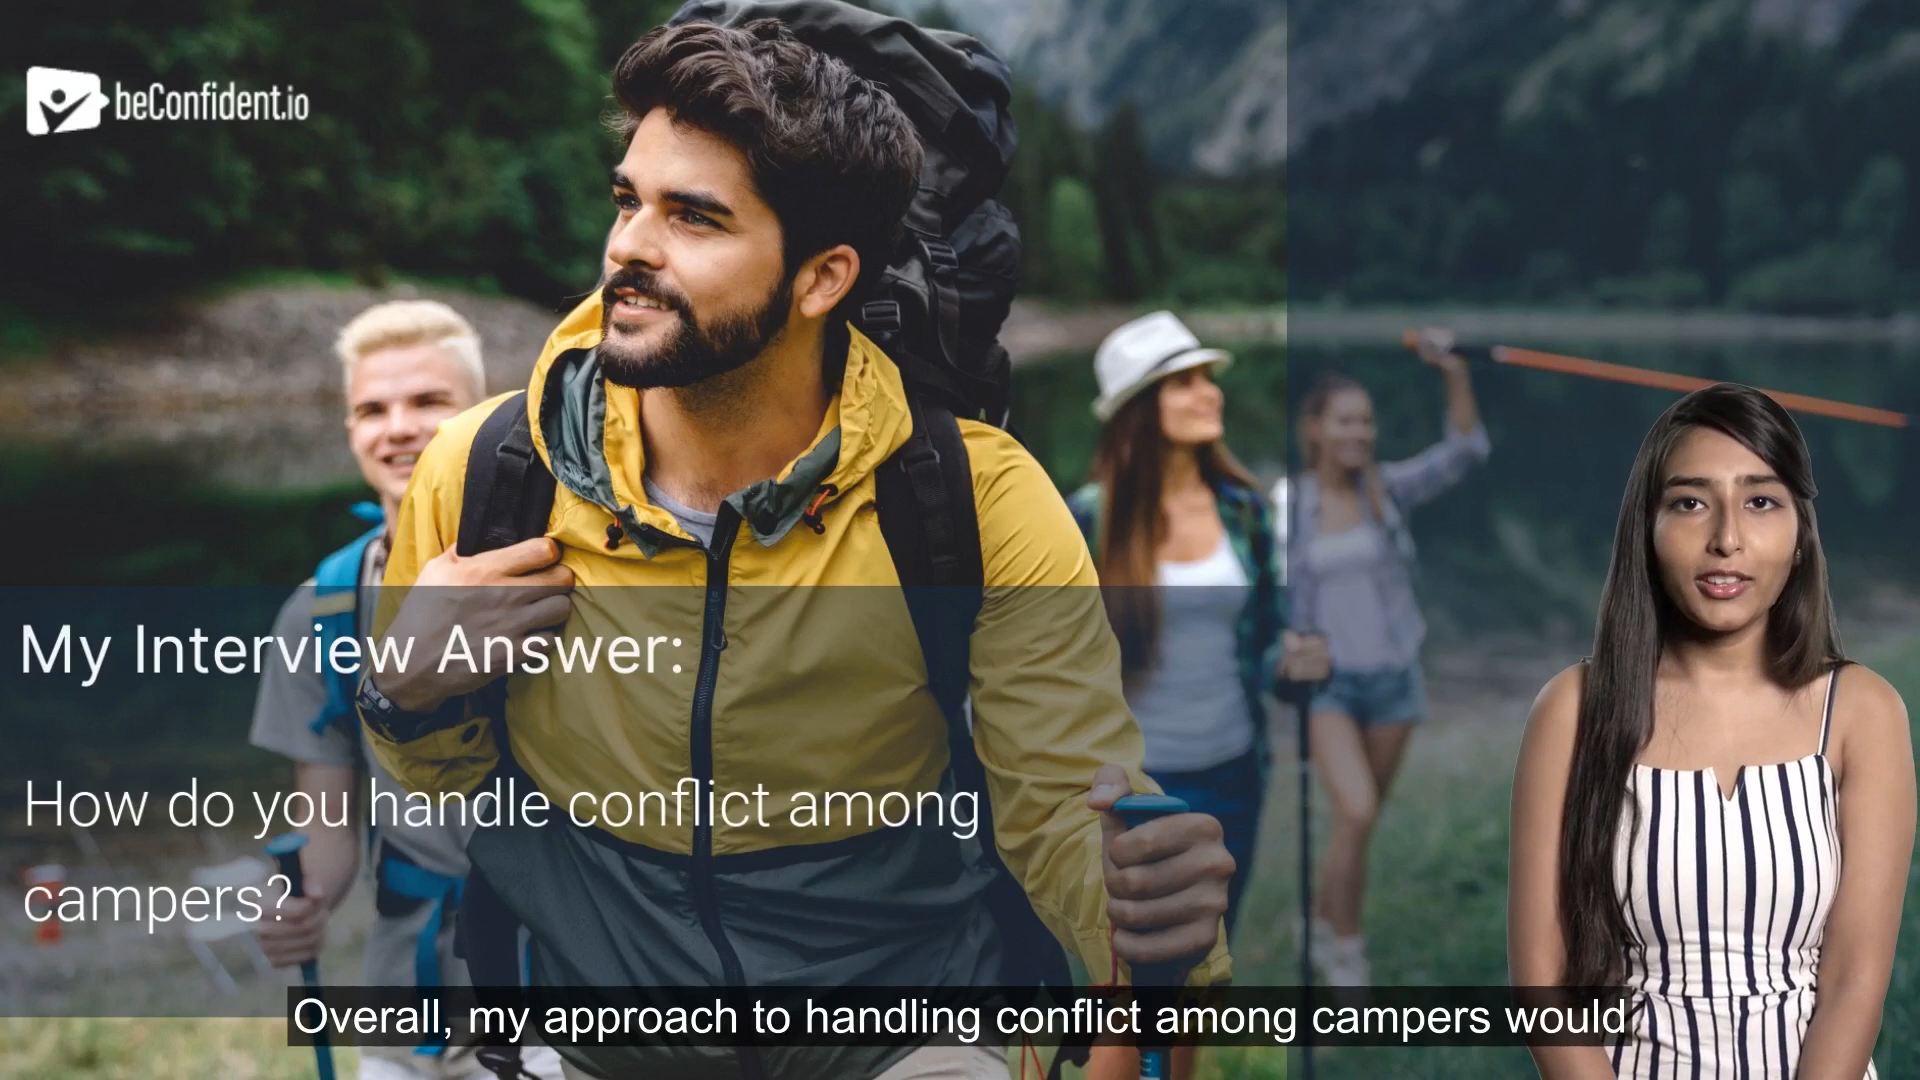 beConfident.io
My Interview Answer:
How do you handle conflict among
campers?
Overall, my approach to handling conflict among campers would